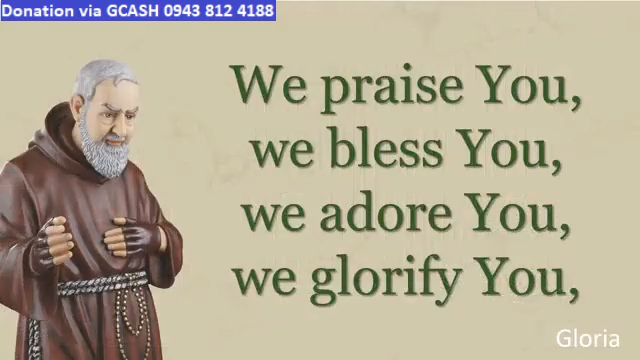 Donation via GCASH 0943 812 4188
We praise You,
we bless You,
we adore You,
we glorify You,
Gloria